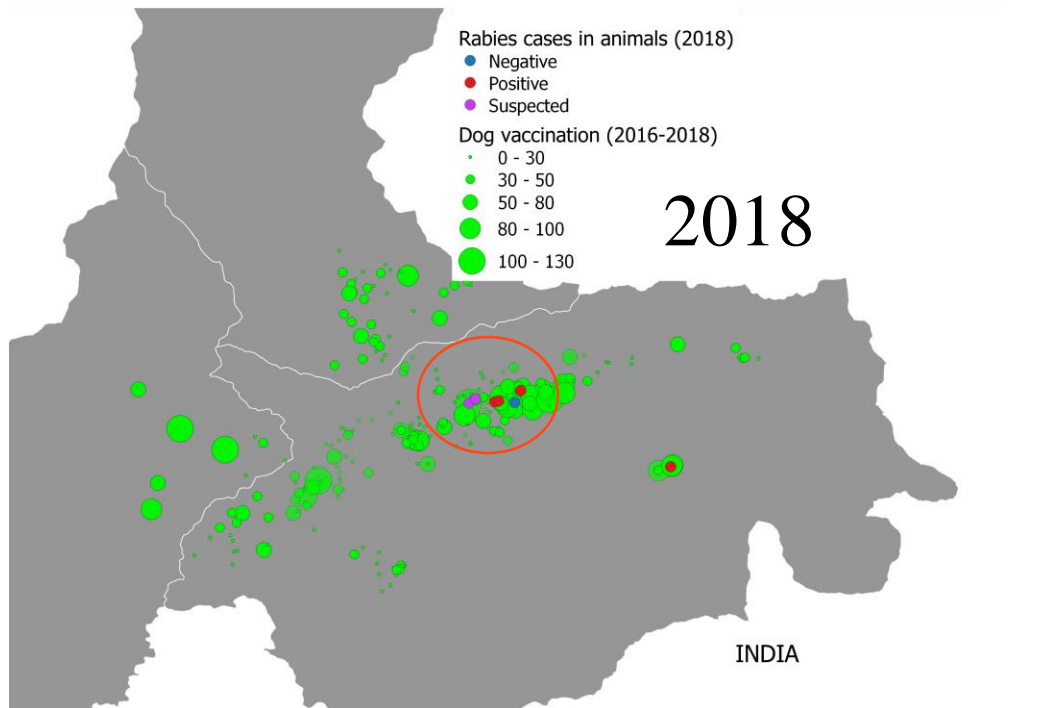 Rabies cases in animals (2018)
Negative
Positive
Suspected
Dog vaccination (2016-2018)
0 - 30
30 - 50
50 - 80
80 - 100
100 - 130
2018
INDIA